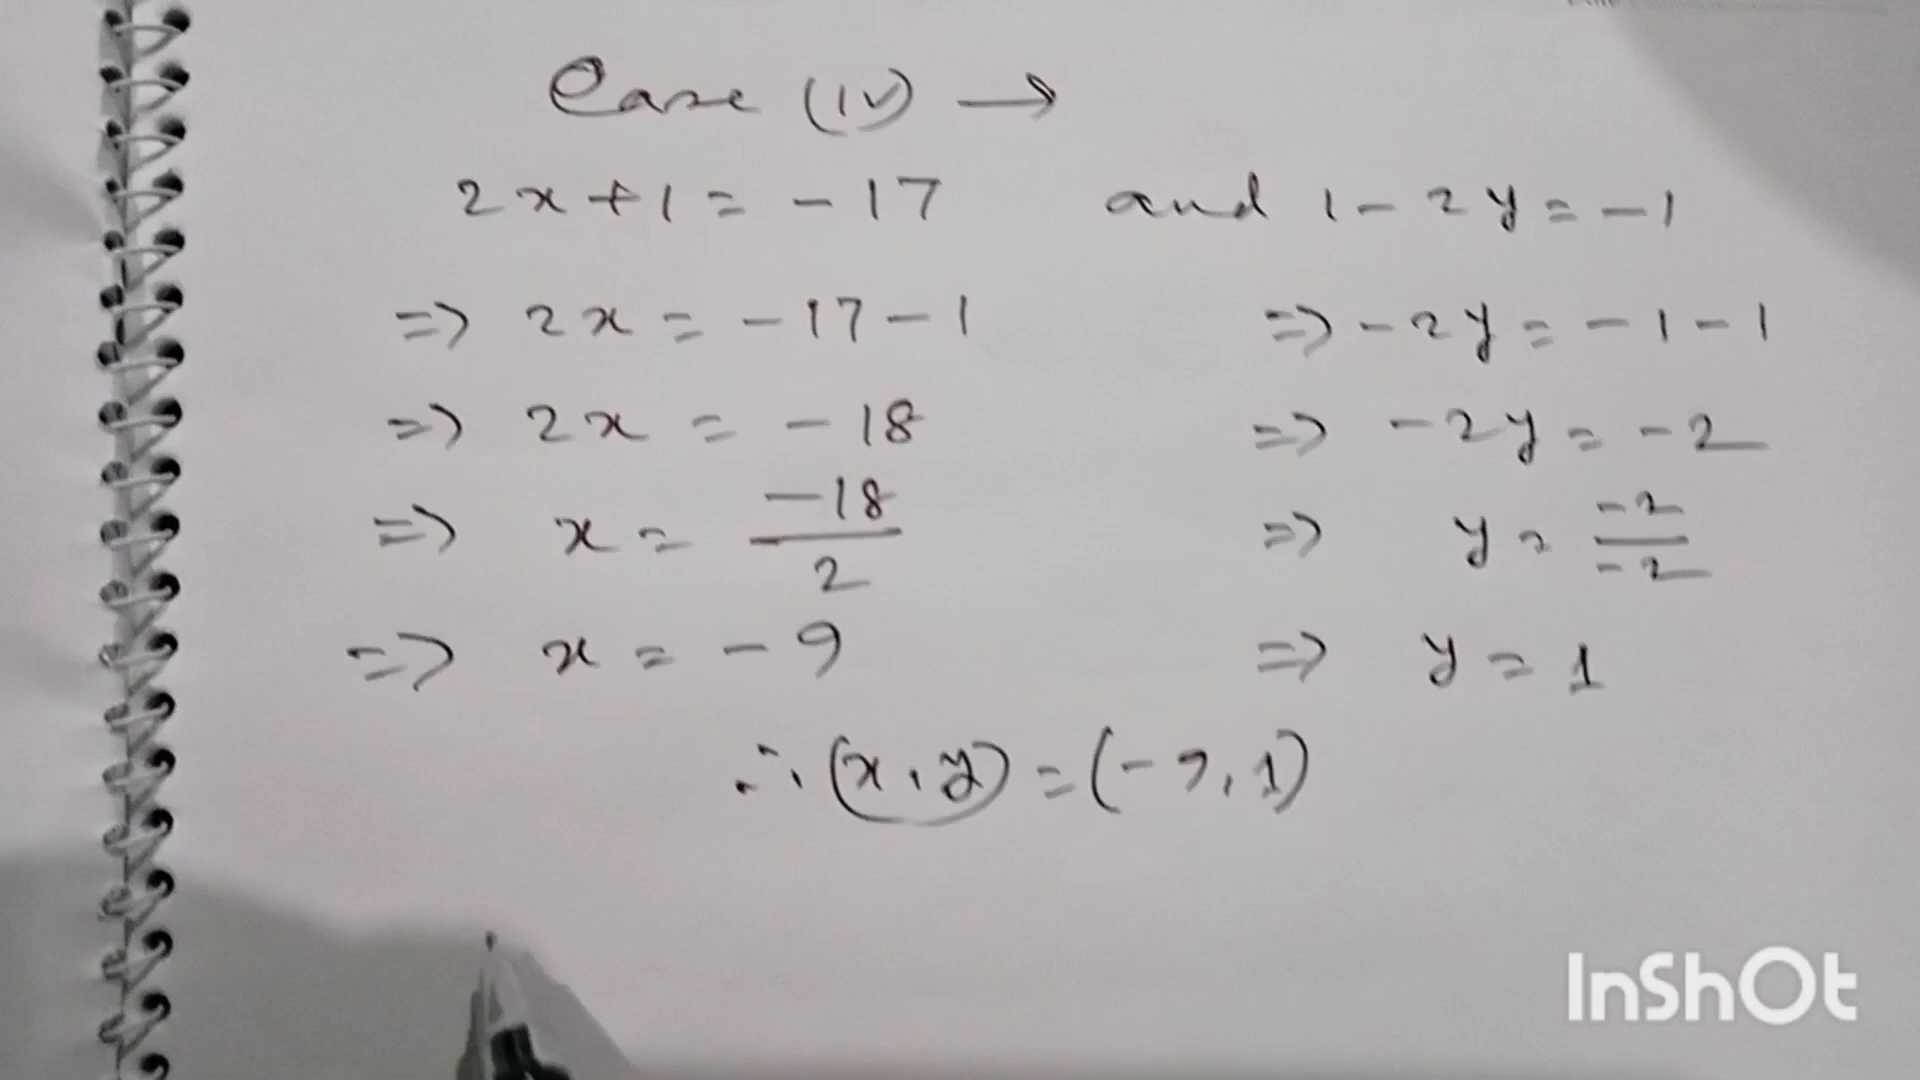 Case (iv) →
2x+1 = -17 and 1-2y = -1
=> 2x = -17-1 => -2y = -1-1
=> 2x = -18 => -2y = -2
=> x = -18/2 => y = -2/-2
=> x = -9 => y = 1
∴ (x,y) = (-9,1)
InShOt